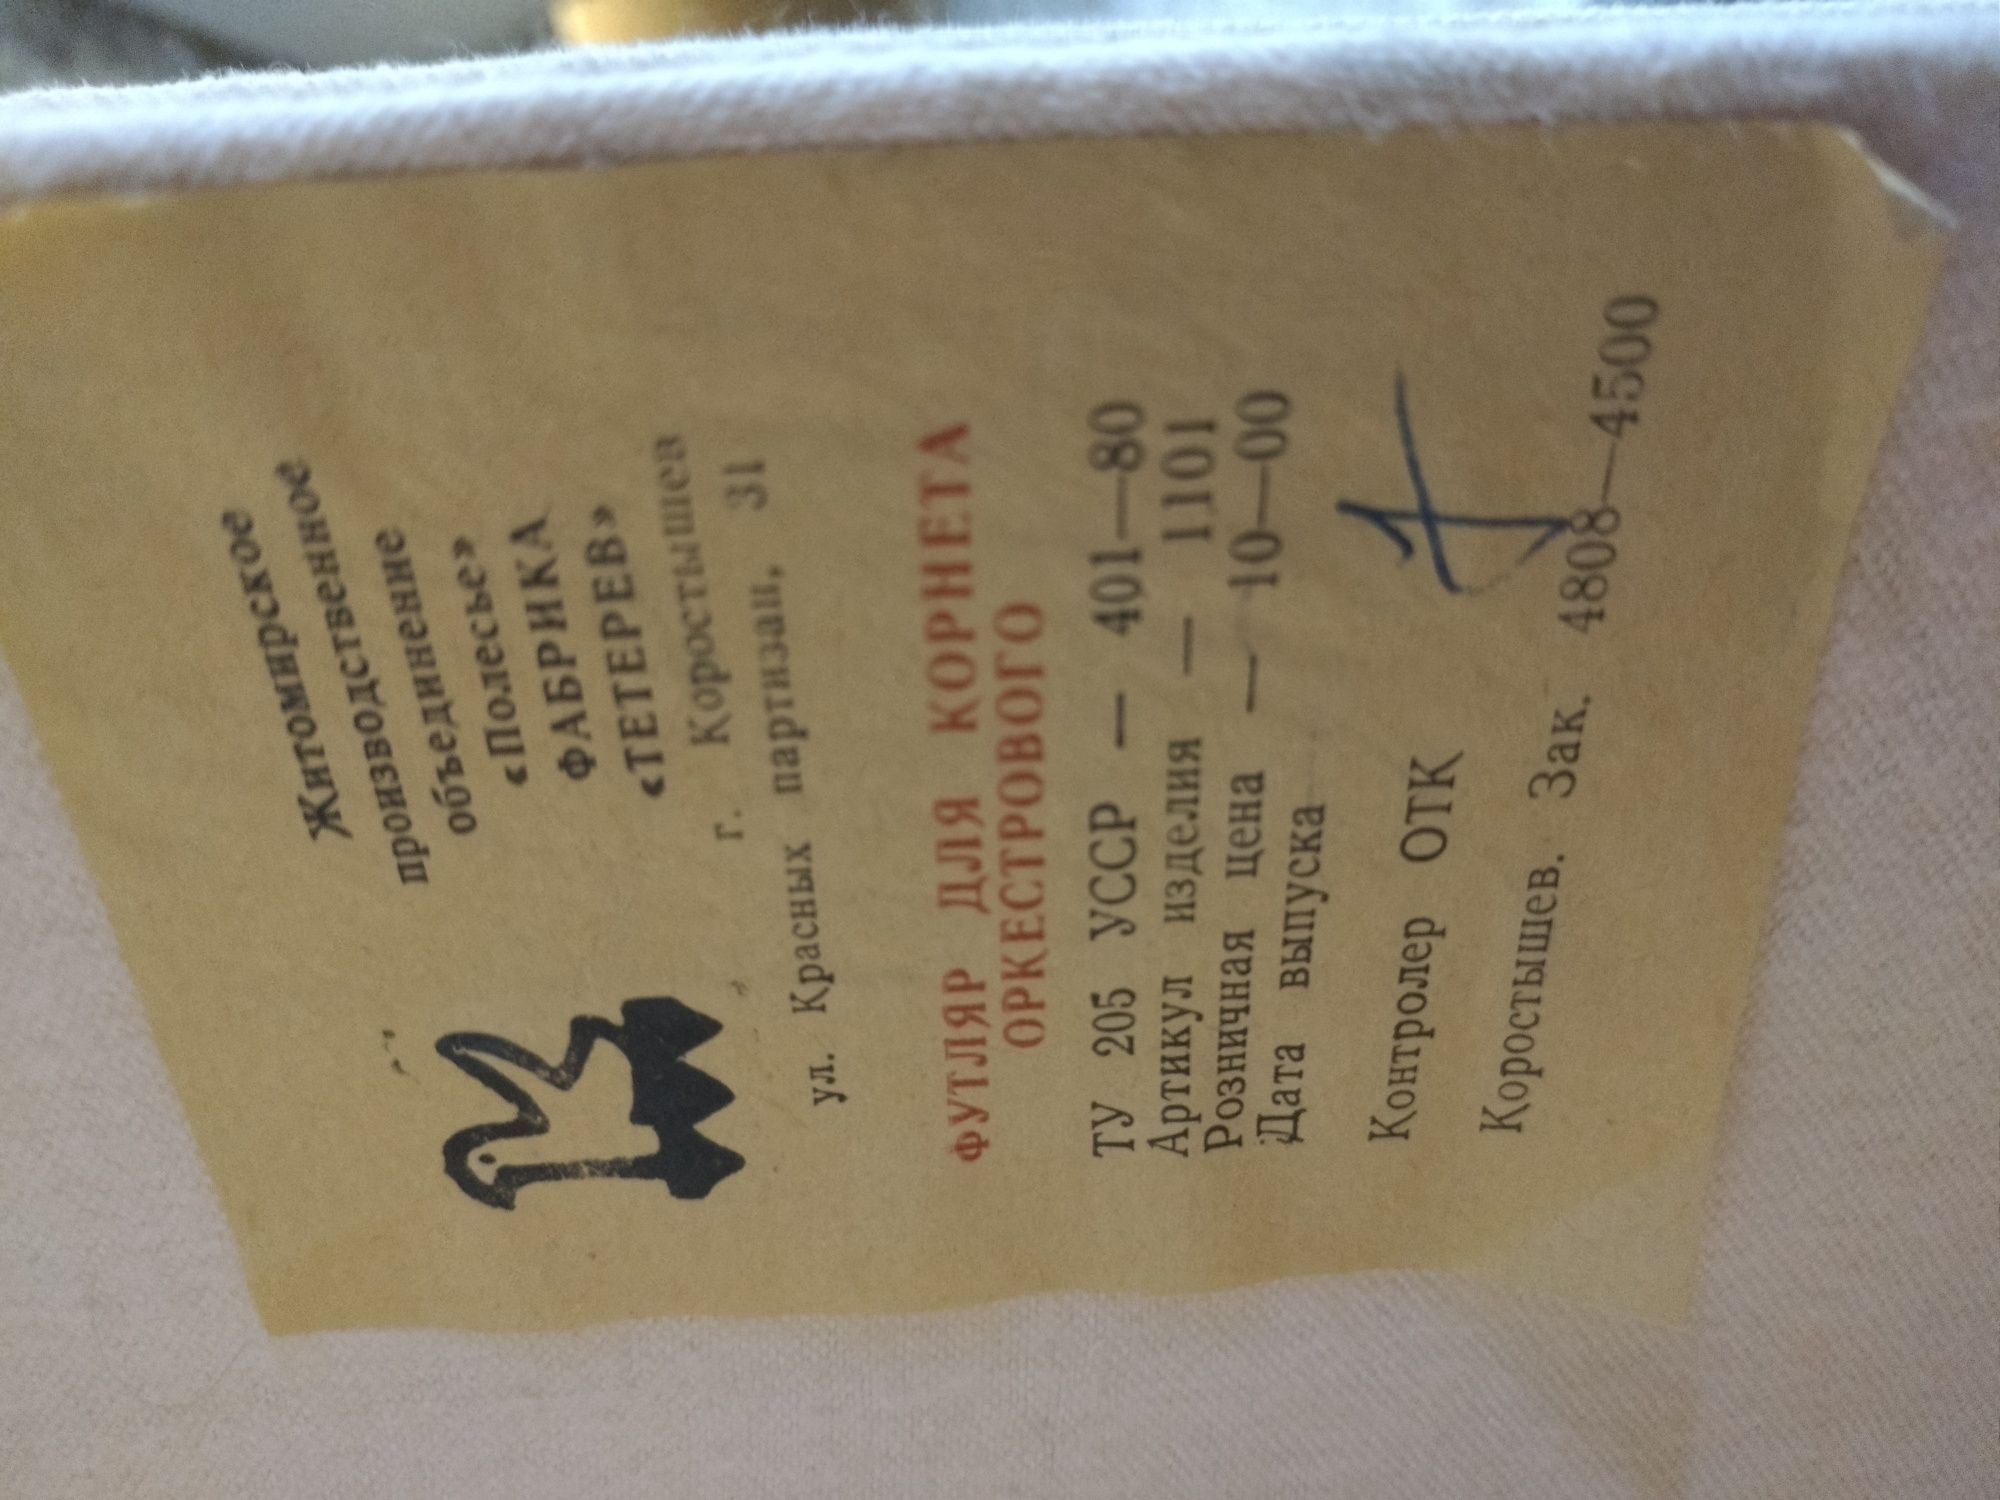 Житомирское
производственное
объединение
«Полесье»
ФАБРИКА
«ТЕТЕРЕВ»
г. Коростышев
ул. Красных партизан, 31
ФУТЛЯР ДЛЯ КОРНЕТА
ОРКЕСТРОВОГО
ТУ 205 УССР — 401—80
Артикул изделия — 1101
Розничная цена — 10—00
Дата выпуска
Контролер ОТК
Коростышев. Зак. 4808—4500